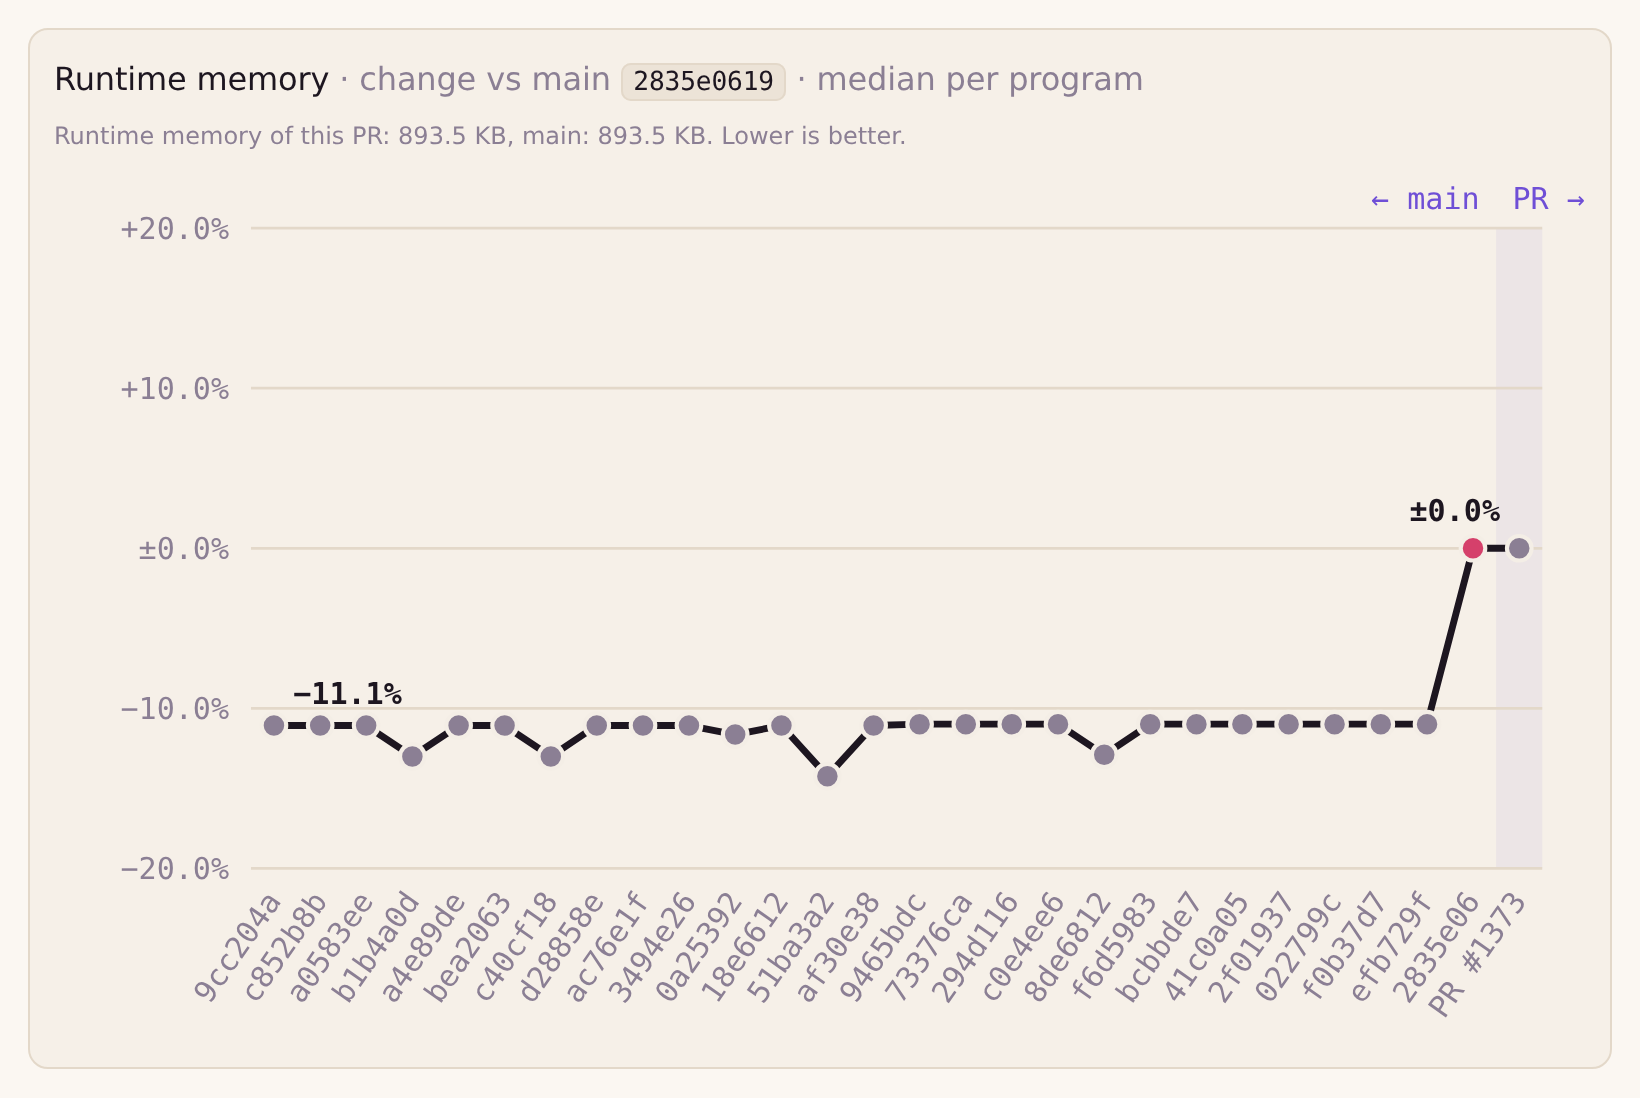 Runtime memory · change vs main 2835e0619 · median per program
Runtime memory of this PR: 893.5 KB, main: 893.5 KB. Lower is better.
← main PR →
+20.0%
+10.0%
±0.0%
±0.0%
−11.1%
−10.0%
−20.0%
9cc204a
c852b8b
a0583ee
b1b4a0d
a4e89de
bea2063
c40cf18
d28858e
ac76e1f
3494e26
0a25392
18e6612
51ba3a2
af30e38
9465bdc
73376ca
294d116
c0e4ee6
8de6812
f6d5983
bcbbde7
41c0a05
2f01937
022799c
f0b37d7
efb729f
2835e06
PR #1373